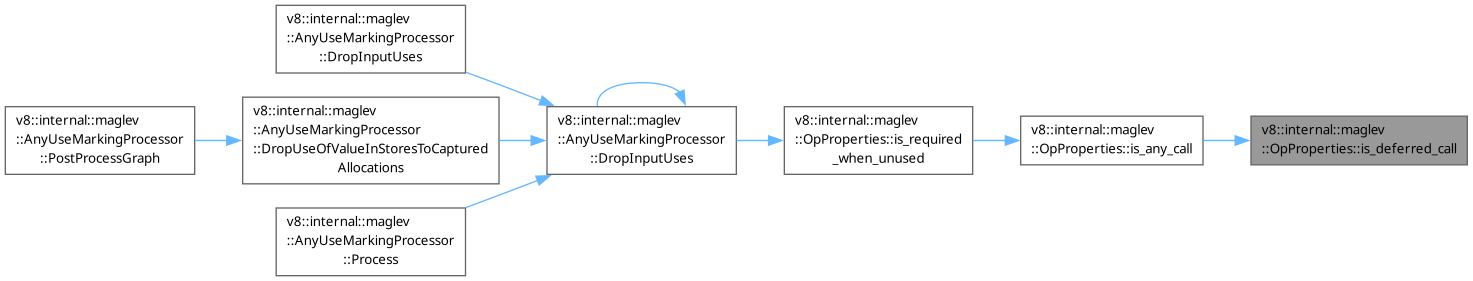 v8::internal::maglev
::AnyUseMarkingProcessor
::PostProcessGraph
v8::internal::maglev
::AnyUseMarkingProcessor
::DropInputUses
v8::internal::maglev
::AnyUseMarkingProcessor
::DropUseOfValueInStoresToCaptured
Allocations
v8::internal::maglev
::AnyUseMarkingProcessor
::Process
v8::internal::maglev
::AnyUseMarkingProcessor
::DropInputUses
v8::internal::maglev
::OpProperties::is_required
_when_unused
v8::internal::maglev
::OpProperties::is_any_call
v8::internal::maglev
::OpProperties::is_deferred_call